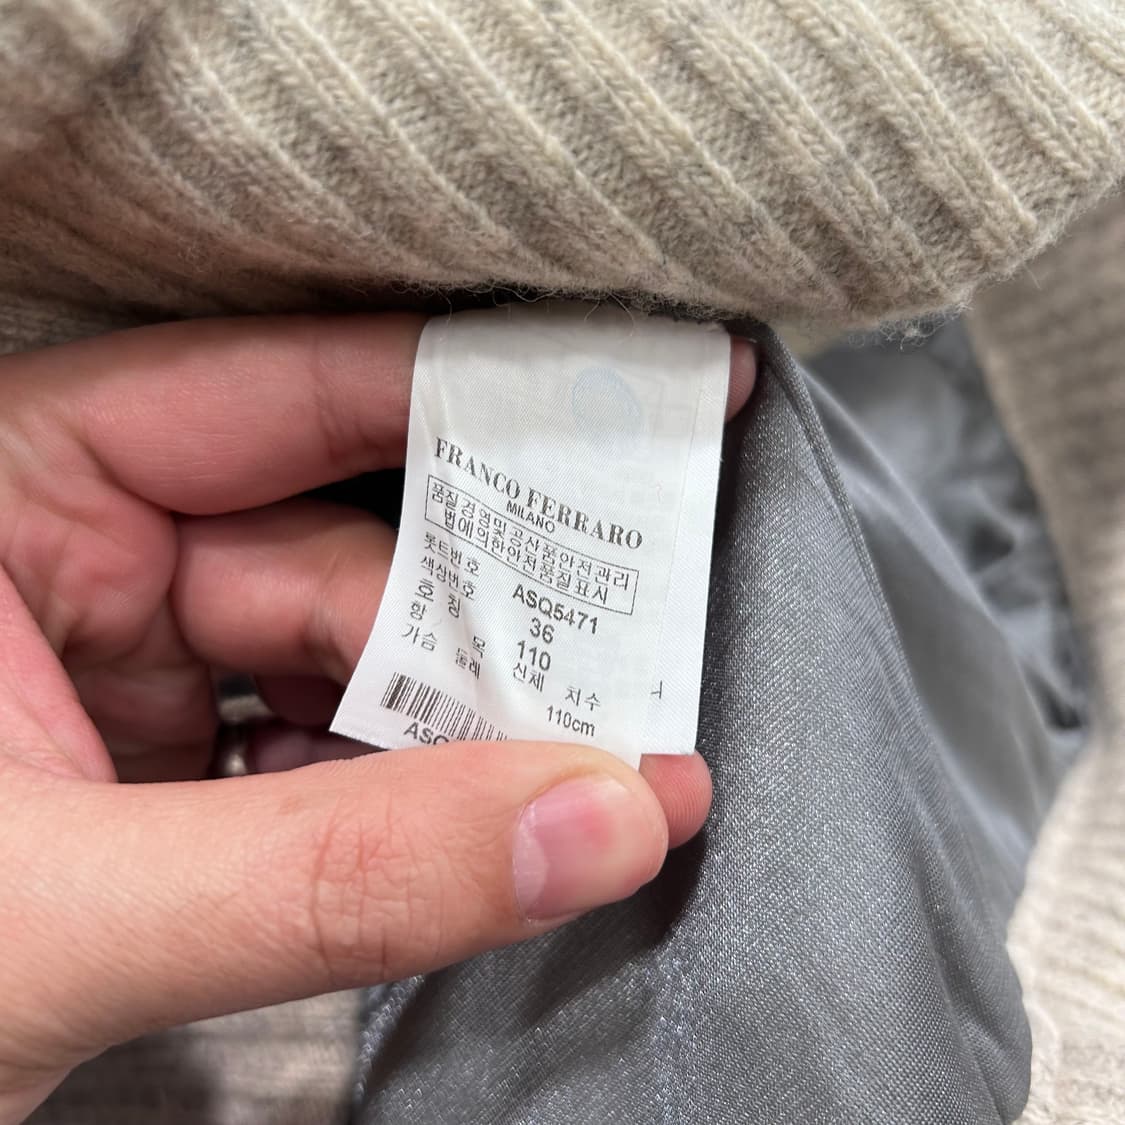 FRANCO FERRARO
MILANO
품질경영및공산품안전관리
법에의한안전품질표시
롯트번호 ASQ5471
색상번호 36
호 칭 110
항 목 신체 치수
가슴 둘레 110cm